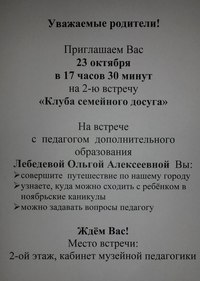 Уважаемые родители!
Приглашаем Вас
23 октября
в 17 часов 30 минут
на 2-ю встречу
«Клуба семейного досуга»
На встрече
с педагогом дополнительного
образования
Лебедевой Ольгой Алексеевной Вы:
➤совершите путешествие по нашему городу
➤узнаете, куда можно сходить с ребёнком в
ноябрьские каникулы
➤можно задавать вопросы педагогу
Ждём Вас!
Место встречи:
2-ой этаж, кабинет музейной педагогики